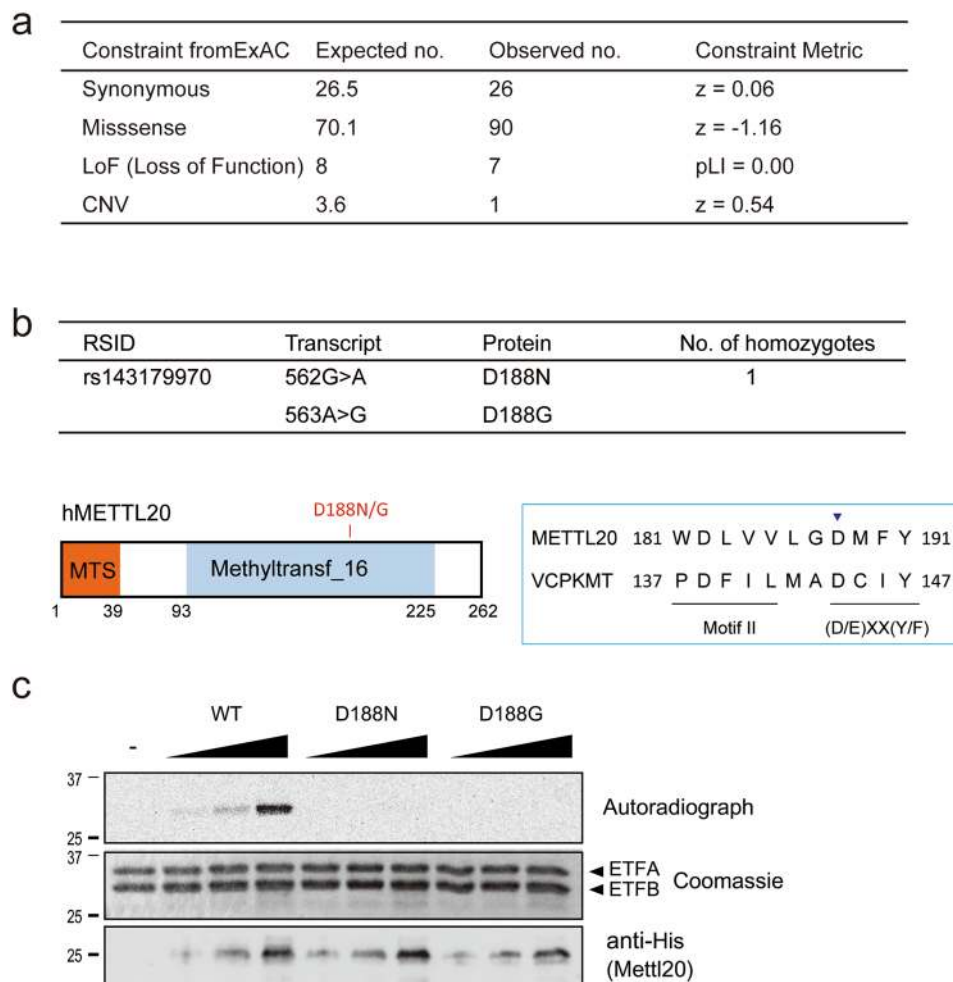 a
Constraint fromExAC Expected no. Observed no. Constraint Metric
Synonymous 26.5 26 z = 0.06
Misssense 70.1 90 z = -1.16
LoF (Loss of Function) 8 7 pLI = 0.00
CNV 3.6 1 z = 0.54
b
RSID Transcript Protein No. of homozygotes
rs143179970 562G>A D188N 1
563A>G D188G
hMETTL20 D188N/G
MTS Methyltransf_16
1 39 93 225 262
METTL20 181 W D L V V L G D M F Y 191
VCPKMT 137 P D F I L M A D C I Y 147
Motif II (D/E)XX(Y/F)
c
WT D188N D188G
-
37
Autoradiograph
25
37
ETFA
ETFB Coomassie
25
25
anti-His
(Mettl20)